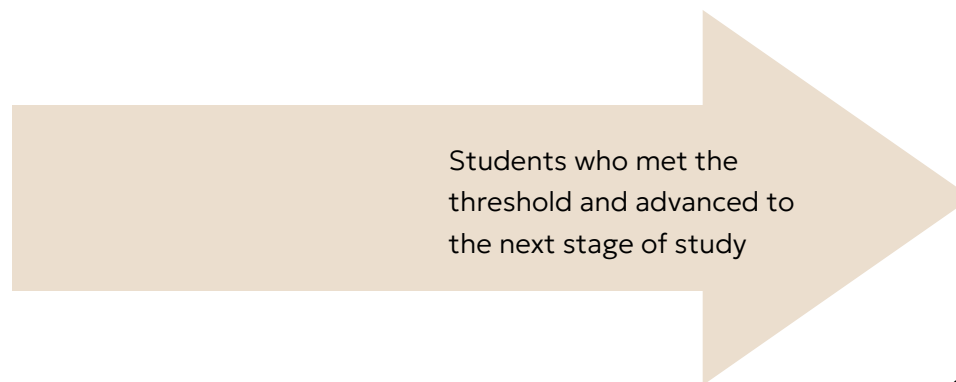 Students who met the
threshold and advanced to
the next stage of study